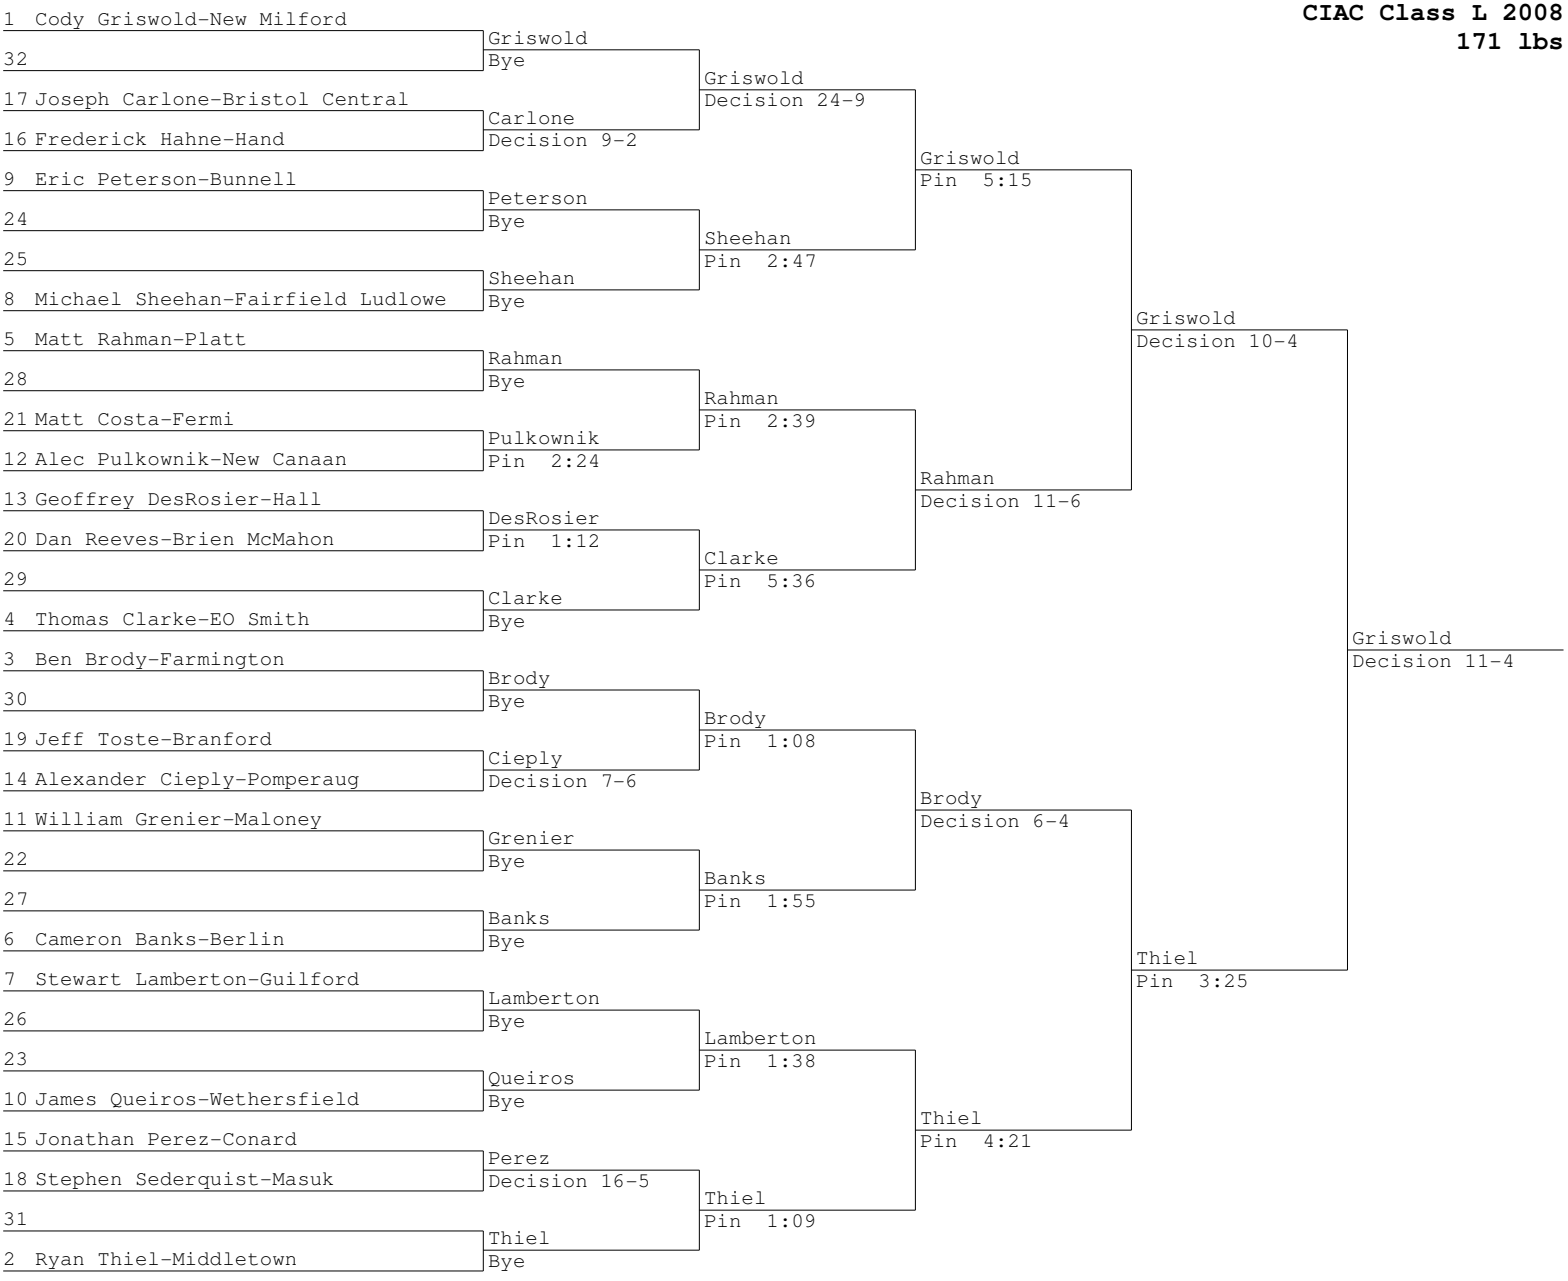 CIAC Class L 2008
171 lbs
1 Cody Griswold-New Milford
32
17 Joseph Carlone-Bristol Central
16 Frederick Hahne-Hand
9 Eric Peterson-Bunnell
24
25
8 Michael Sheehan-Fairfield Ludlowe
5 Matt Rahman-Platt
28
21 Matt Costa-Fermi
12 Alec Pulkownik-New Canaan
13 Geoffrey DesRosier-Hall
20 Dan Reeves-Brien McMahon
29
4 Thomas Clarke-EO Smith
3 Ben Brody-Farmington
30
19 Jeff Toste-Branford
14 Alexander Cieply-Pomperaug
11 William Grenier-Maloney
22
27
6 Cameron Banks-Berlin
7 Stewart Lamberton-Guilford
26
23
10 James Queiros-Wethersfield
15 Jonathan Perez-Conard
18 Stephen Sederquist-Masuk
31
2 Ryan Thiel-Middletown
Griswold
Bye
Carlone
Decision 9-2
Peterson
Bye
Sheehan
Bye
Rahman
Bye
Pulkownik
Pin 2:24
DesRosier
Pin 1:12
Clarke
Bye
Brody
Bye
Cieply
Decision 7-6
Grenier
Bye
Banks
Bye
Lamberton
Bye
Queiros
Bye
Perez
Decision 16-5
Thiel
Bye
Griswold
Decision 24-9
Sheehan
Pin 2:47
Rahman
Pin 2:39
Clarke
Pin 5:36
Brody
Pin 1:08
Banks
Pin 1:55
Lamberton
Pin 1:38
Thiel
Pin 1:09
Griswold
Pin 5:15
Rahman
Decision 11-6
Brody
Decision 6-4
Thiel
Pin 4:21
Griswold
Decision 10-4
Thiel
Pin 3:25
Griswold
Decision 11-4